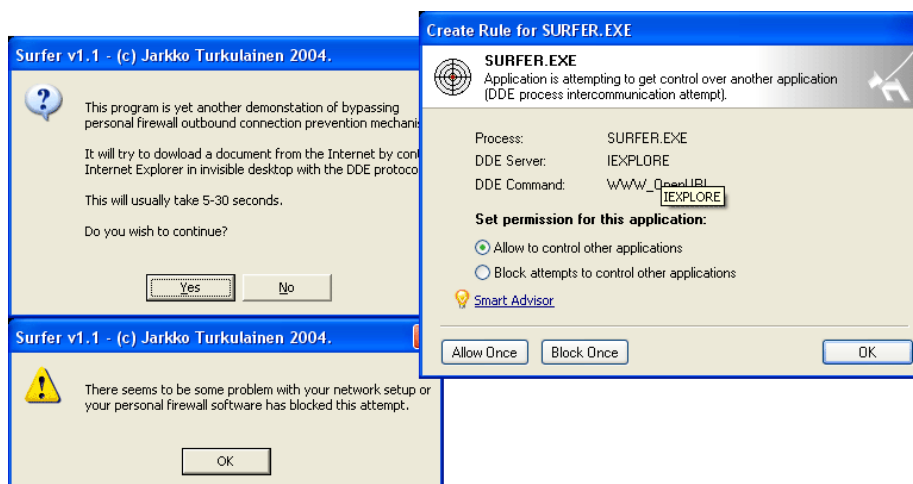 Surfer v1.1 - (c) Jarkko Turkulainen 2004.
This program is yet another demonstation of bypassing
personal firewall outbound connection prevention
It will try to dowload a document from the Internet by
Internet Explorer in invisible desktop with the DDE
This will usually take 5-30 seconds.
Do you wish to continue?
Yes
No
Surfer v1.1 - (c) Jarkko Turkulainen 2004.
There seems to be some problem with your network setup or
your personal firewall software has blocked this attempt.
OK
Create Rule for SURFER.EXE
SURFER.EXE
Application is attempting to get control over another application
(DDE process intercommunication attempt).
Process: SURFER.EXE
DDE Server: IEXPLORE
DDE Command:
IEXPLORE
Set permission for this application:
Allow to control other applications
Block attempts to control other applications
Smart Advisor
Allow Once
Block Once
OK